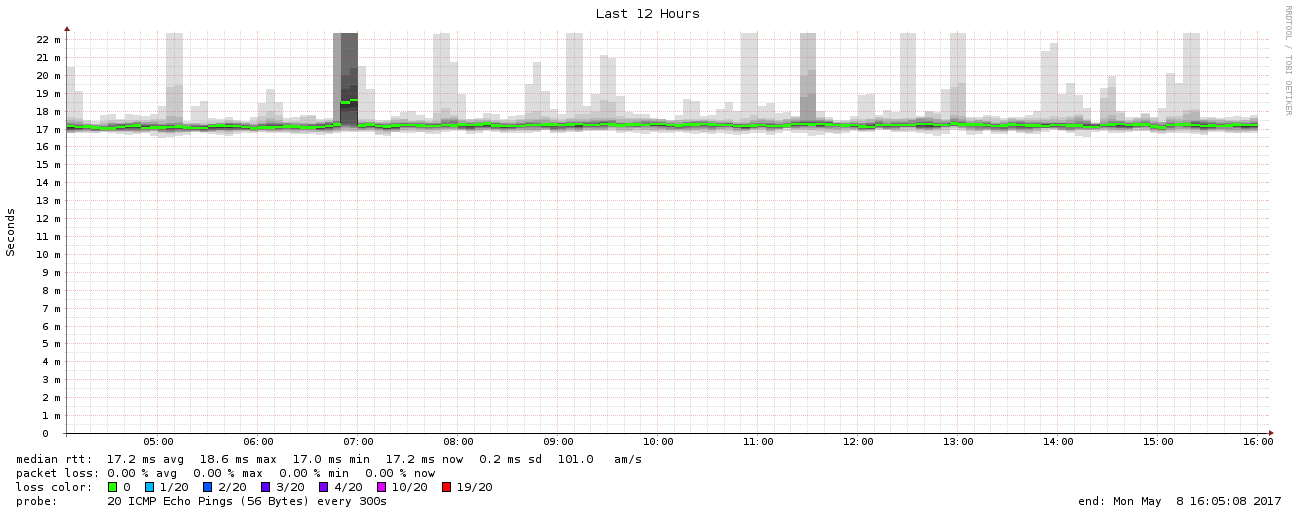 Last 12 Hours
RRDTOOL / TOBI OETIKER
Seconds
22 m
21 m
20 m
19 m
18 m
17 m
16 m
15 m
14 m
13 m
12 m
11 m
10 m
9 m
8 m
7 m
6 m
5 m
4 m
3 m
2 m
1 m
0
05:00 06:00 07:00 08:00 09:00 10:00 11:00 12:00 13:00 14:00 15:00 16:00
median rtt: 17.2 ms avg 18.6 ms max 17.0 ms min 17.2 ms now 0.2 ms sd 101.0 am/s
packet loss: 0.00 % avg 0.00 % max 0.00 % min 0.00 % now
loss color: 0 1/20 2/20 3/20 4/20 10/20 19/20
probe: 20 ICMP Echo Pings (56 Bytes) every 300s end: Mon May 8 16:05:08 2017